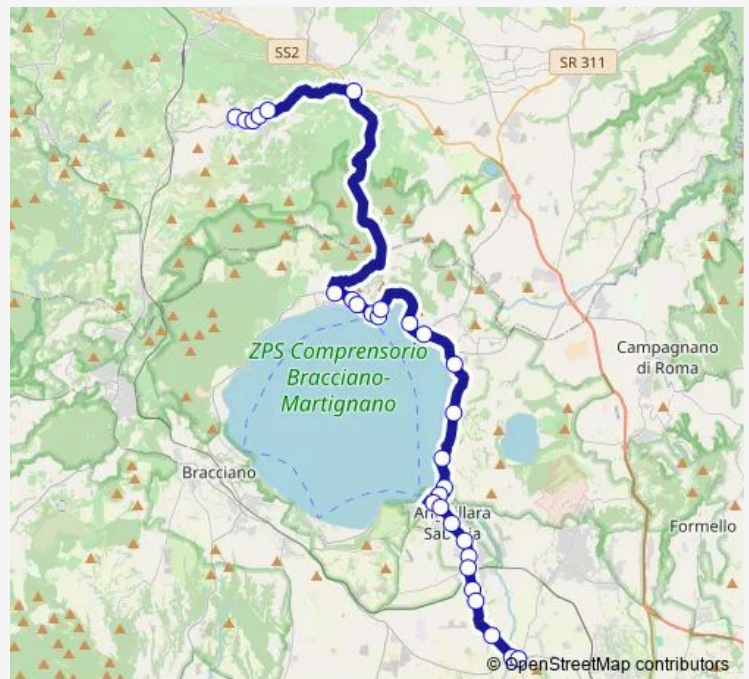 SS2
SR 311
ZPS Comprensorio
Bracciano-
Martignano
Campagnano
di Roma
Bracciano
Formello
© OpenStreetMap contributors